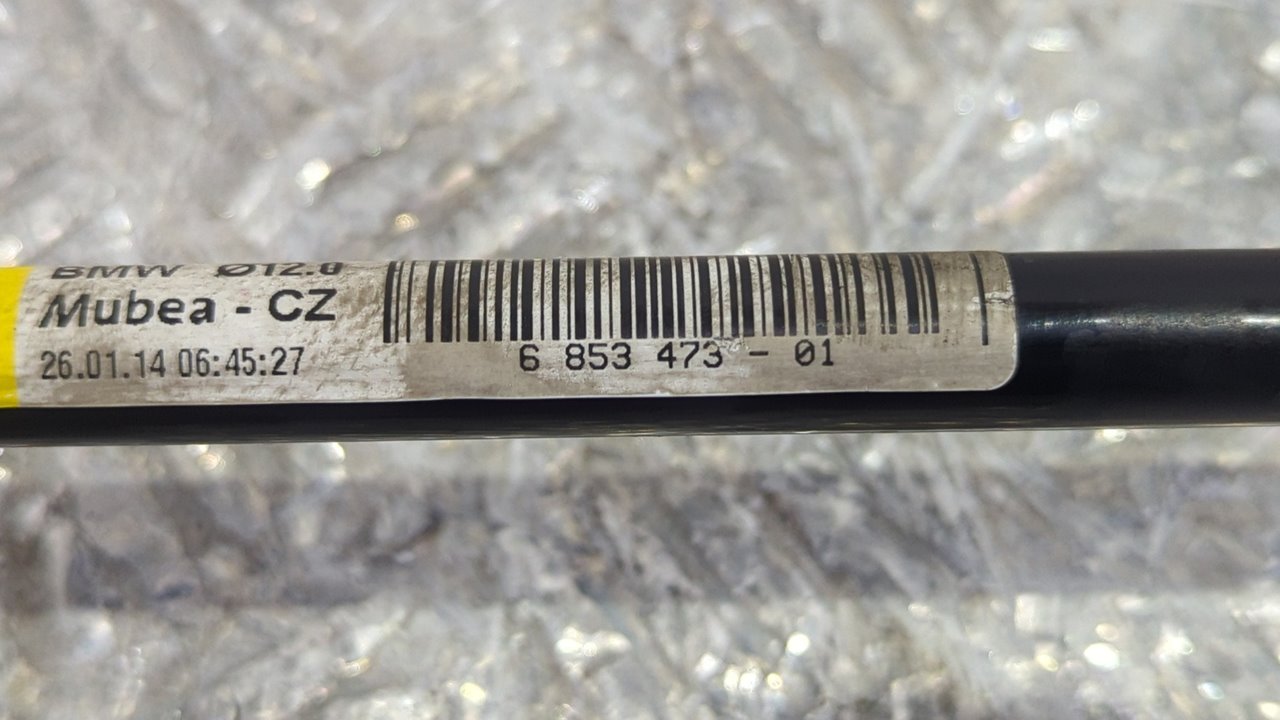 BMW Ø12.0
Mubea - CZ
26.01.14 06:45:27
6 853 473 - 01